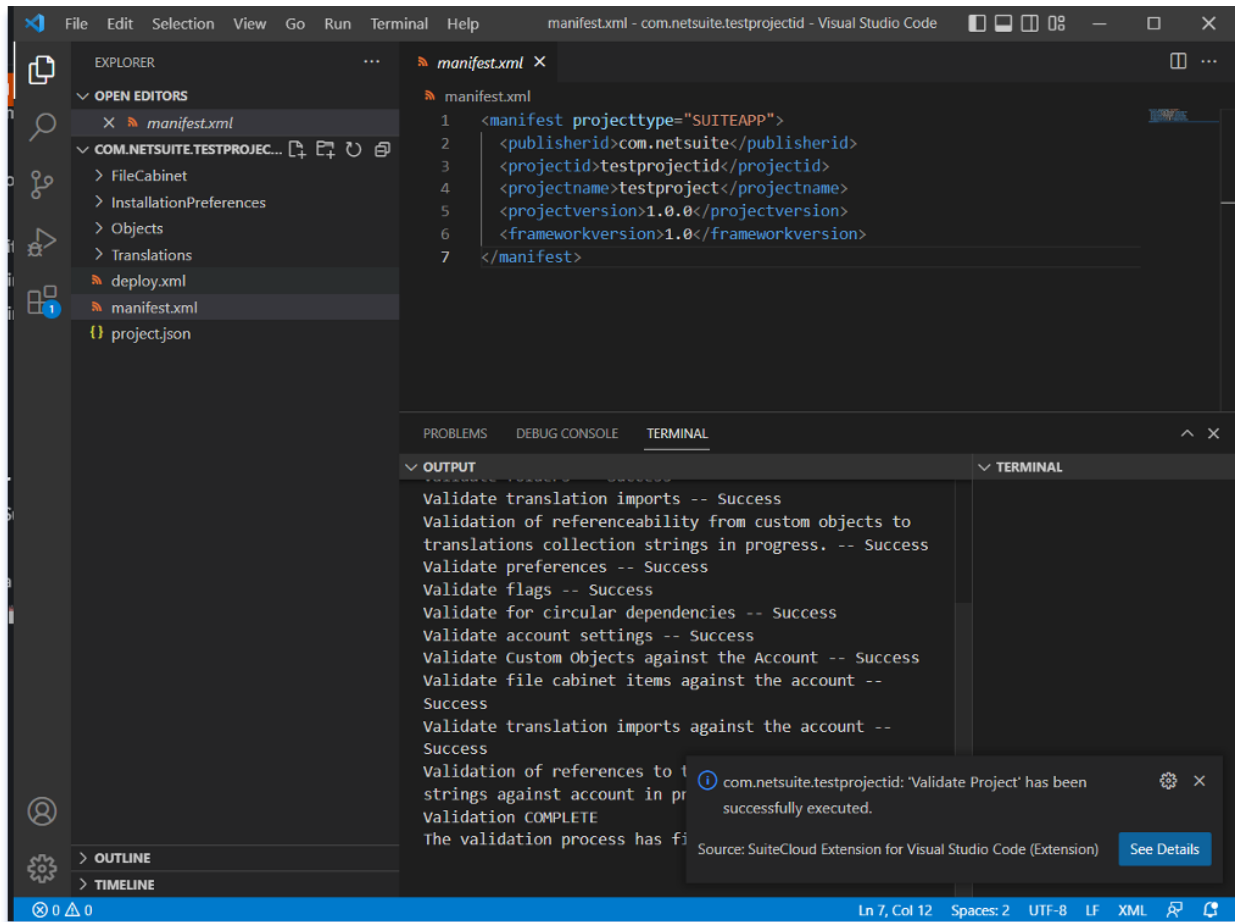 File Edit Selection View Go Run Terminal Help manifest.xml - com.netsuite.testprojectid - Visual Studio Code
EXPLORER
OPEN EDITORS
manifest.xml
COM.NETSUITE.TESTPROJEC...
FileCabinet
InstallationPreferences
Objects
Translations
deploy.xml
manifest.xml
project.json
OUTLINE
TIMELINE
1
manifest.xml
manifest.xml
1 <manifest projecttype="SUITEAPP">
2 <publisherid>com.netsuite</publisherid>
3 <projectid>testprojectid</projectid>
4 <projectname>testproject</projectname>
5 <projectversion>1.0.0</projectversion>
6 <frameworkversion>1.0</frameworkversion>
7 </manifest>
PROBLEMS DEBUG CONSOLE TERMINAL
OUTPUT
TERMINAL
Validate translation imports -- Success
Validation of referenceability from custom objects to
translations collection strings in progress. -- Success
Validate preferences -- Success
Validate flags -- Success
Validate for circular dependencies -- Success
Validate account settings -- Success
Validate Custom Objects against the Account -- Success
Validate file cabinet items against the account --
Success
Validate translation imports against the account --
Success
Validation of references to t
strings against account in pr
Validation COMPLETE
The validation process has fi
com.netsuite.testprojectid: 'Validate Project' has been
successfully executed.
Source: SuiteCloud Extension for Visual Studio Code (Extension) See Details
0 0 Ln 7, Col 12 Spaces: 2 UTF-8 LF XML